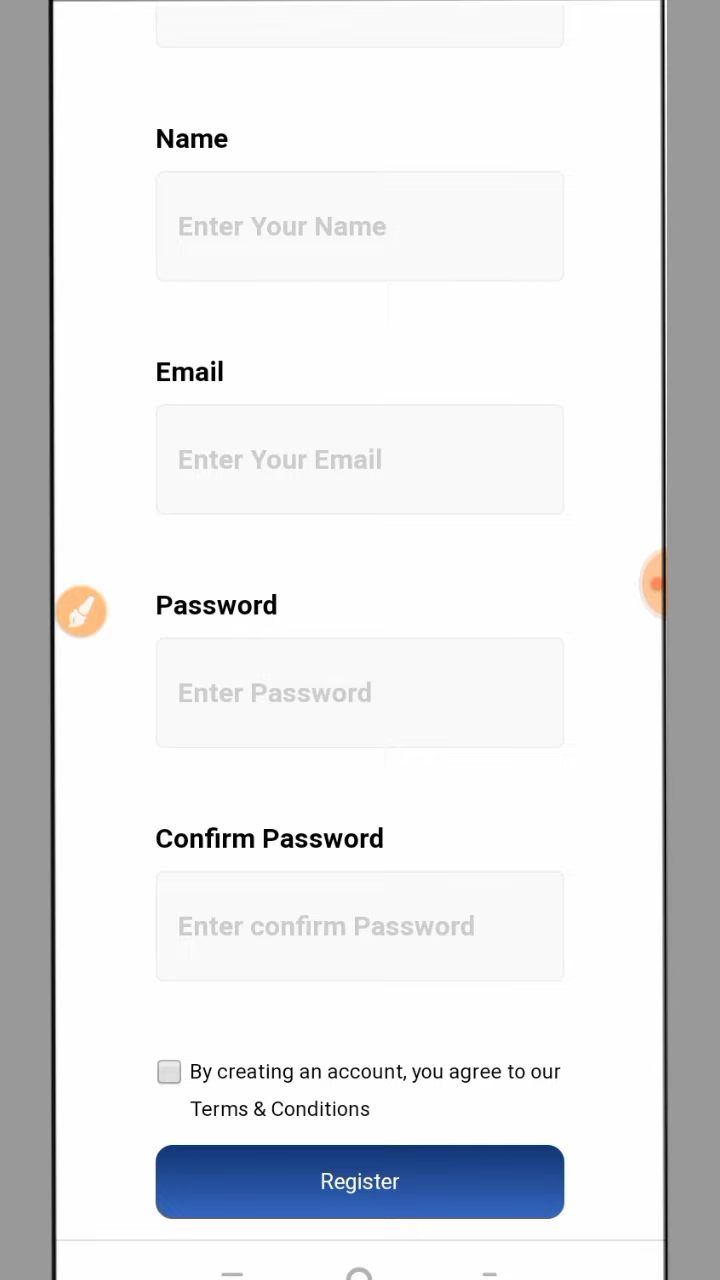 Name
Enter Your Name
Email
Enter Your Email
Password
Enter Password
Confirm Password
Enter confirm Password
By creating an account, you agree to our
Terms & Conditions
Register